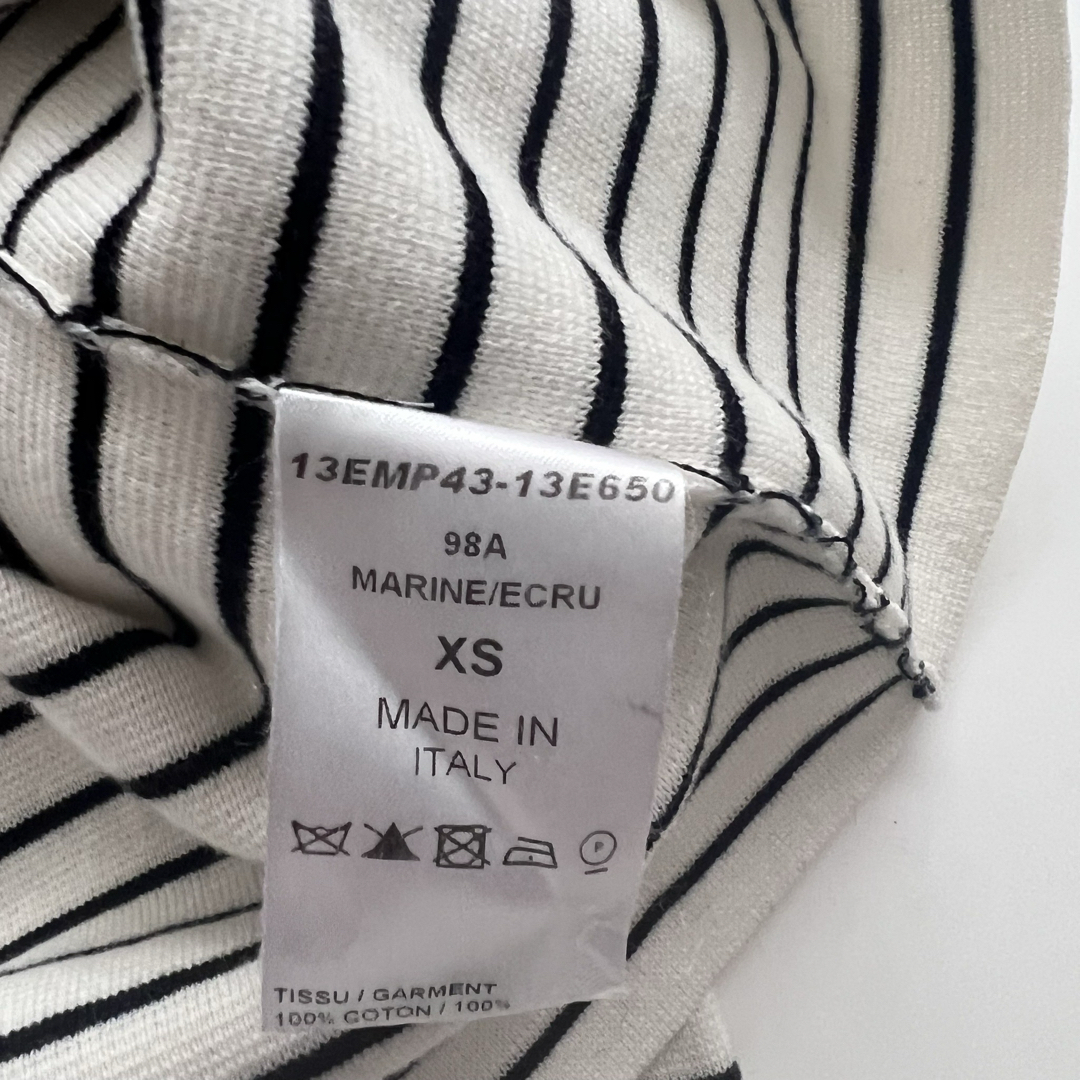 13EMP43-13E650
98A
MARINE/ECRU
XS
MADE IN
ITALY
P
TISSU / GARMENT
100% COTON / 100%